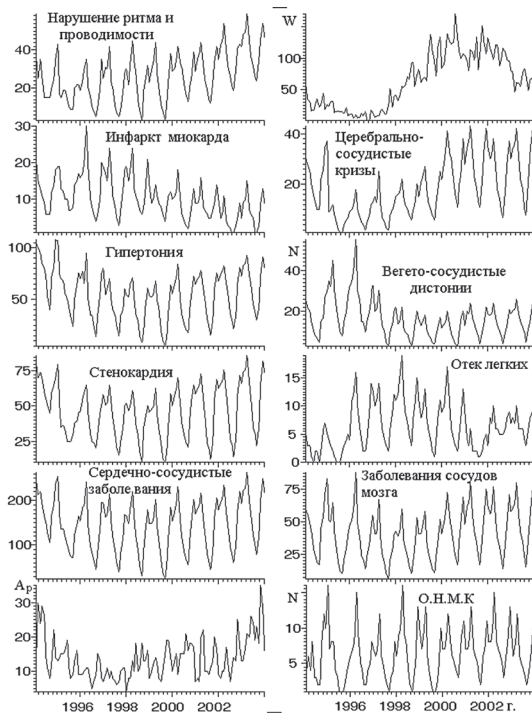 Нарушение ритма и
проводимости
40
20
W
100
50
Инфаркт миокарда
30
20
10
Церебрально-
сосудистые
кризы
40
20
Гипертония
100
50
N
Вегето-сосудистые
дистонии
40
20
Стенокардия
75
50
25
Отек легких
15
10
5
0
Сердечно-сосудистые
заболевания
200
100
Заболевания сосудов
мозга
75
50
25
Ap
30
20
10
0
N
О.Н.М.К
10
5
1996 1998 2000 2002
1996 1998 2000 2002 г.